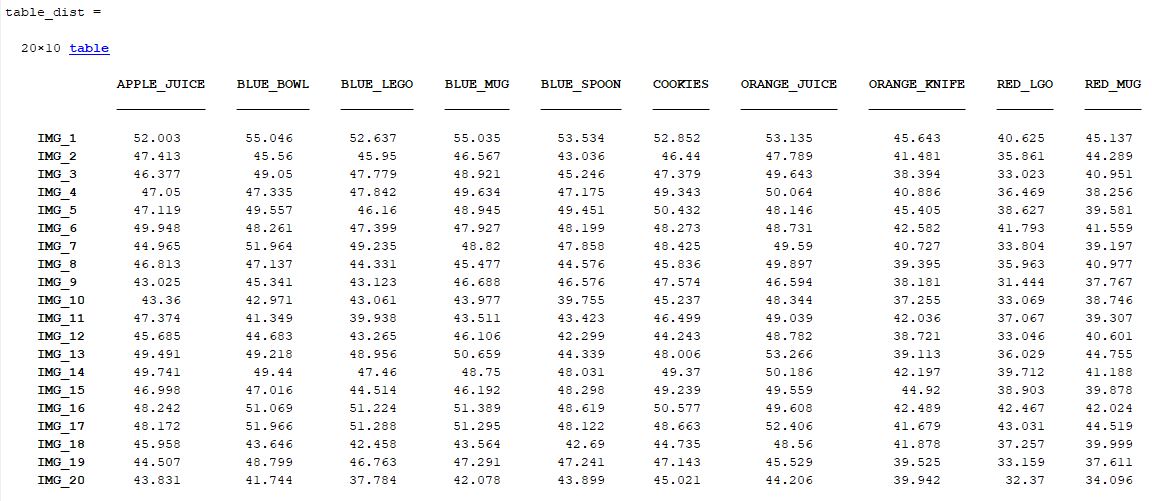 table_dist =
20×10 table
APPLE_JUICE BLUE_BOWL BLUE_LEGO BLUE_MUG BLUE_SPOON COOKIES ORANGE_JUICE ORANGE_KNIFE RED_LGO RED_MUG
IMG_1 52.003 55.046 52.637 55.035 53.534 52.852 53.135 45.643 40.625 45.137
IMG_2 47.413 45.56 45.95 46.567 43.036 46.44 47.789 41.481 35.861 44.289
IMG_3 46.377 49.05 47.779 48.921 45.246 47.379 49.643 38.394 33.023 40.951
IMG_4 47.05 47.335 47.842 49.634 47.175 49.343 50.064 40.886 36.469 38.256
IMG_5 47.119 49.557 46.16 48.945 49.451 50.432 48.146 45.405 38.627 39.581
IMG_6 49.948 48.261 47.399 47.927 48.199 48.273 48.731 42.582 41.793 41.559
IMG_7 44.965 51.964 49.235 48.82 47.858 48.425 49.59 40.727 33.804 39.197
IMG_8 46.813 47.137 44.331 45.477 44.576 45.836 49.897 39.395 35.963 40.977
IMG_9 43.025 45.341 43.123 46.688 46.576 47.574 46.594 38.181 31.444 37.767
IMG_10 43.36 42.971 43.061 43.977 39.755 45.237 48.344 37.255 33.069 38.746
IMG_11 47.374 41.349 39.938 43.511 43.423 46.499 49.039 42.036 37.067 39.307
IMG_12 45.685 44.683 43.265 46.106 42.299 44.243 48.782 38.721 33.046 40.601
IMG_13 49.491 49.218 48.956 50.659 44.339 48.006 53.266 39.113 36.029 44.755
IMG_14 49.741 49.44 47.46 48.75 48.031 49.37 50.186 42.197 39.712 41.188
IMG_15 46.998 47.016 44.514 46.192 48.298 49.239 49.559 44.92 38.903 39.878
IMG_16 48.242 51.069 51.224 51.389 48.619 50.577 49.608 42.489 42.467 42.024
IMG_17 48.172 51.966 51.288 51.295 48.122 48.663 52.406 41.679 43.031 44.519
IMG_18 45.958 43.646 42.458 43.564 42.69 44.735 48.56 41.878 37.257 39.999
IMG_19 44.507 48.799 46.763 47.291 47.241 47.143 45.529 39.525 33.159 37.611
IMG_20 43.831 41.744 37.784 42.078 43.899 45.021 44.206 39.942 32.37 34.096